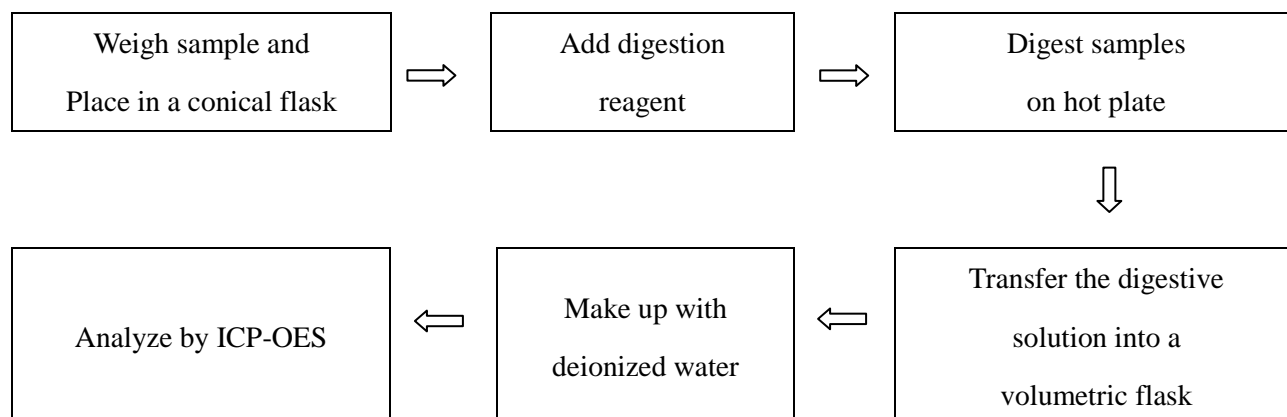 Weigh sample and
Place in a conical flask
Add digestion
reagent
Digest samples
on hot plate
Transfer the digestive
solution into a
volumetric flask
Make up with
deionized water
Analyze by ICP-OES